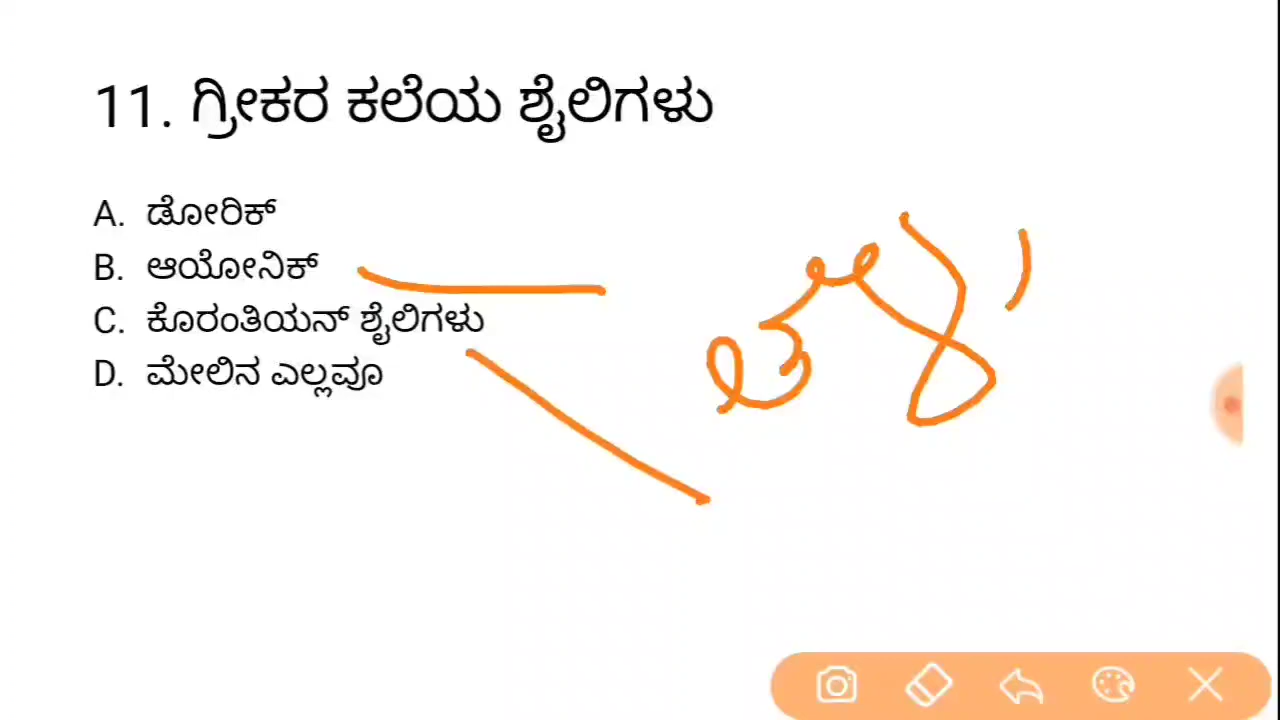 11. ಗ್ರೀಕರ ಕಲೆಯ ಶೈಲಿಗಳು
A. ಡೋರಿಕ್
B. ಆಯೋನಿಕ್
C. ಕೊರಂತಿಯನ್ ಶೈಲಿಗಳು
D. ಮೇಲಿನ ಎಲ್ಲವೂ